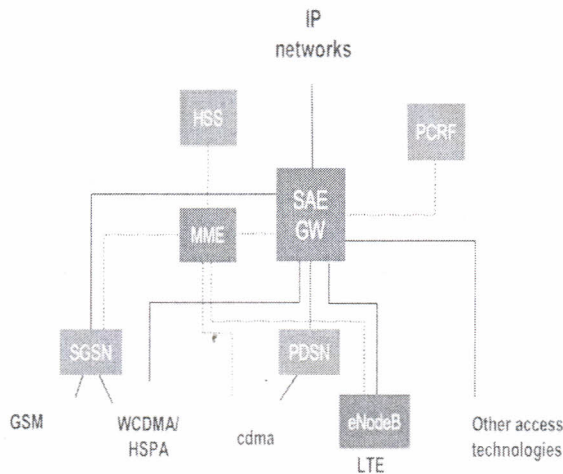 IP
networks
HSS
PCRF
SAE
GW
MME
SGSN
PDSN
eNodeB
GSM
WCDMA/
HSPA
cdma
LTE
Other access
technologies